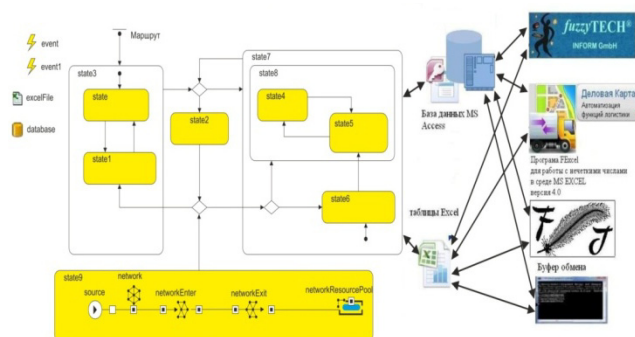 event
event1
excelFile
database
Маршрут
state3
state
state1
state2
state7
state8
state4
state5
state6
state9
source
network
networkEnter
networkExit
networkResourcePool
База данных MS
Access
таблицы Excel
fuzzyTECH®
INFORM GmbH
Деловая Карта
Автоматизация
функций логистики
Програма FExcel
для работы с нечеткими числами
в среде MS EXCEL
версия 4.0.
F
J
Буфер обмена